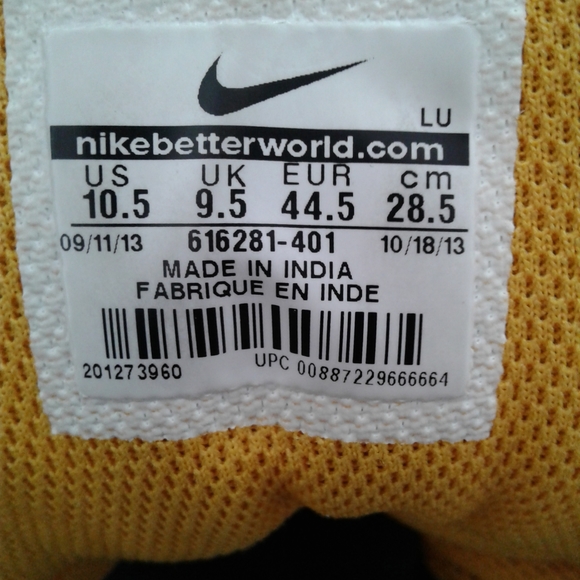 LU
nikebetterworld.com
US UK EUR cm
10.5 9.5 44.5 28.5
09/11/13 616281-401 10/18/13
MADE IN INDIA
FABRIQUE EN INDE
201273960 UPC 00887229666664